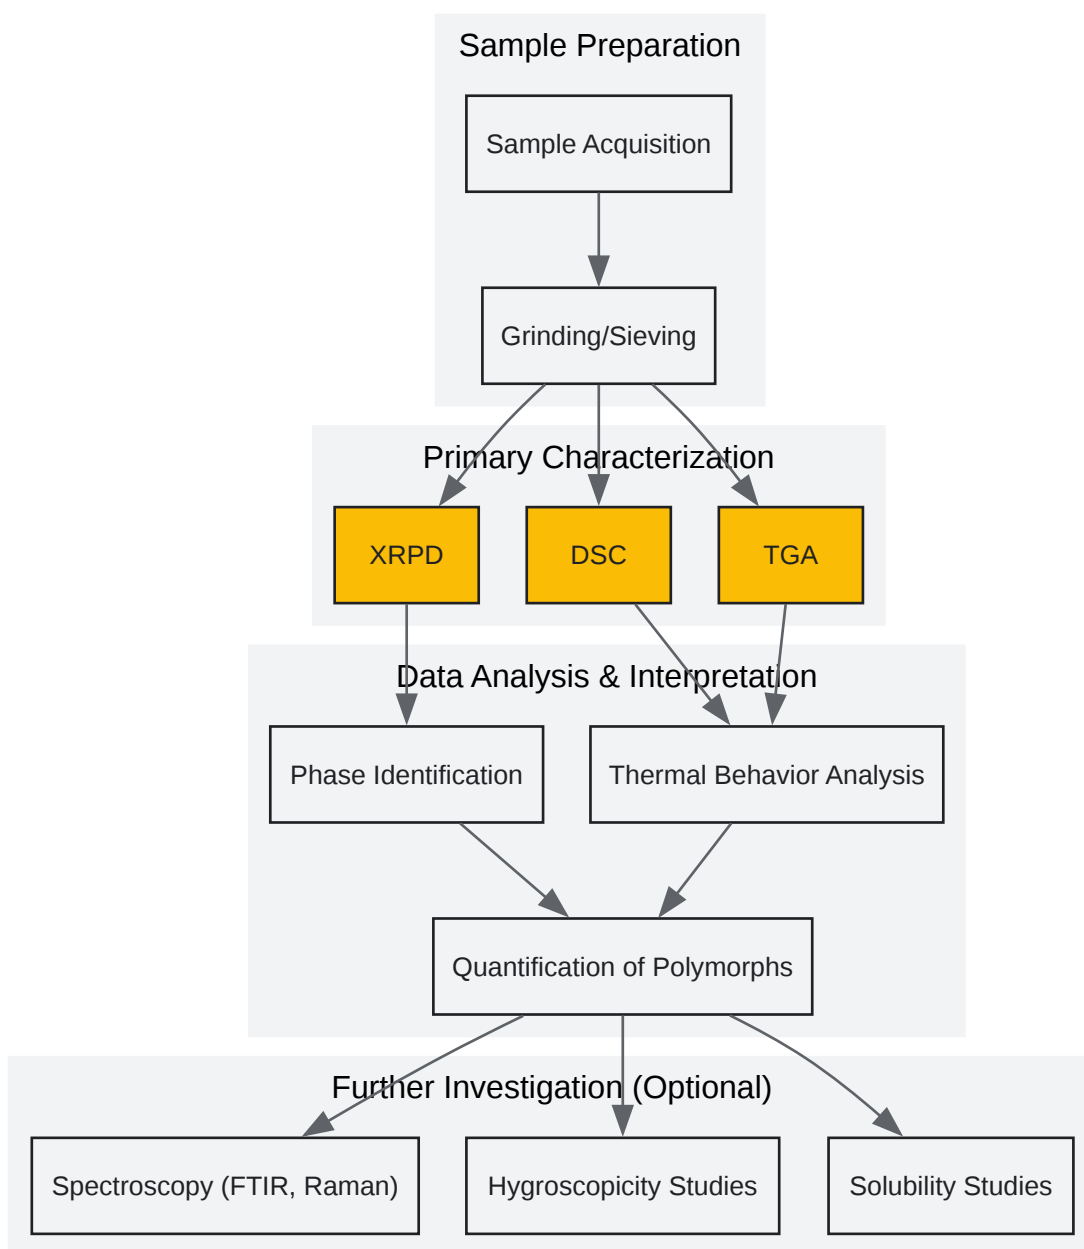 Sample Preparation
Sample Acquisition
Grinding/Sieving
Primary Characterization
XRPD
DSC
TGA
Data Analysis & Interpretation
Phase Identification
Thermal Behavior Analysis
Quantification of Polymorphs
Further Investigation (Optional)
Spectroscopy (FTIR, Raman)
Hygroscopicity Studies
Solubility Studies